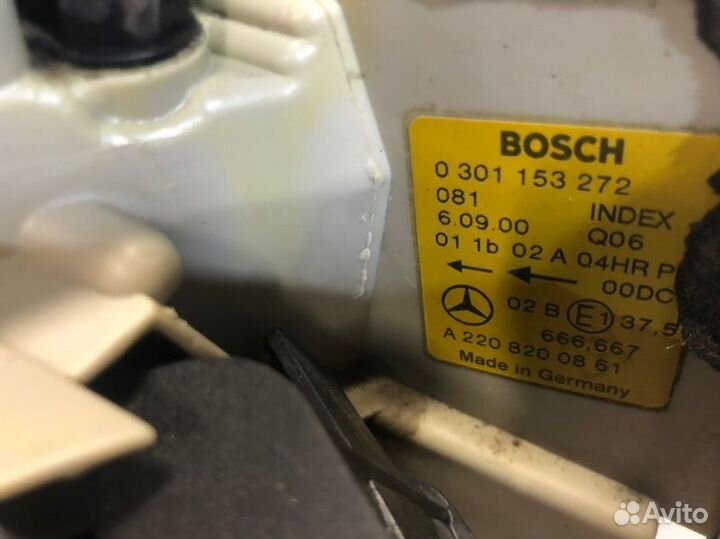 BOSCH
0 301 153 272
081 INDEX
6.09.00 Q06
01 1b 02 A 04HR P
00DC
02 B E1 37,5
666,667
A 220 820 08 61
Made in Germany
Avito